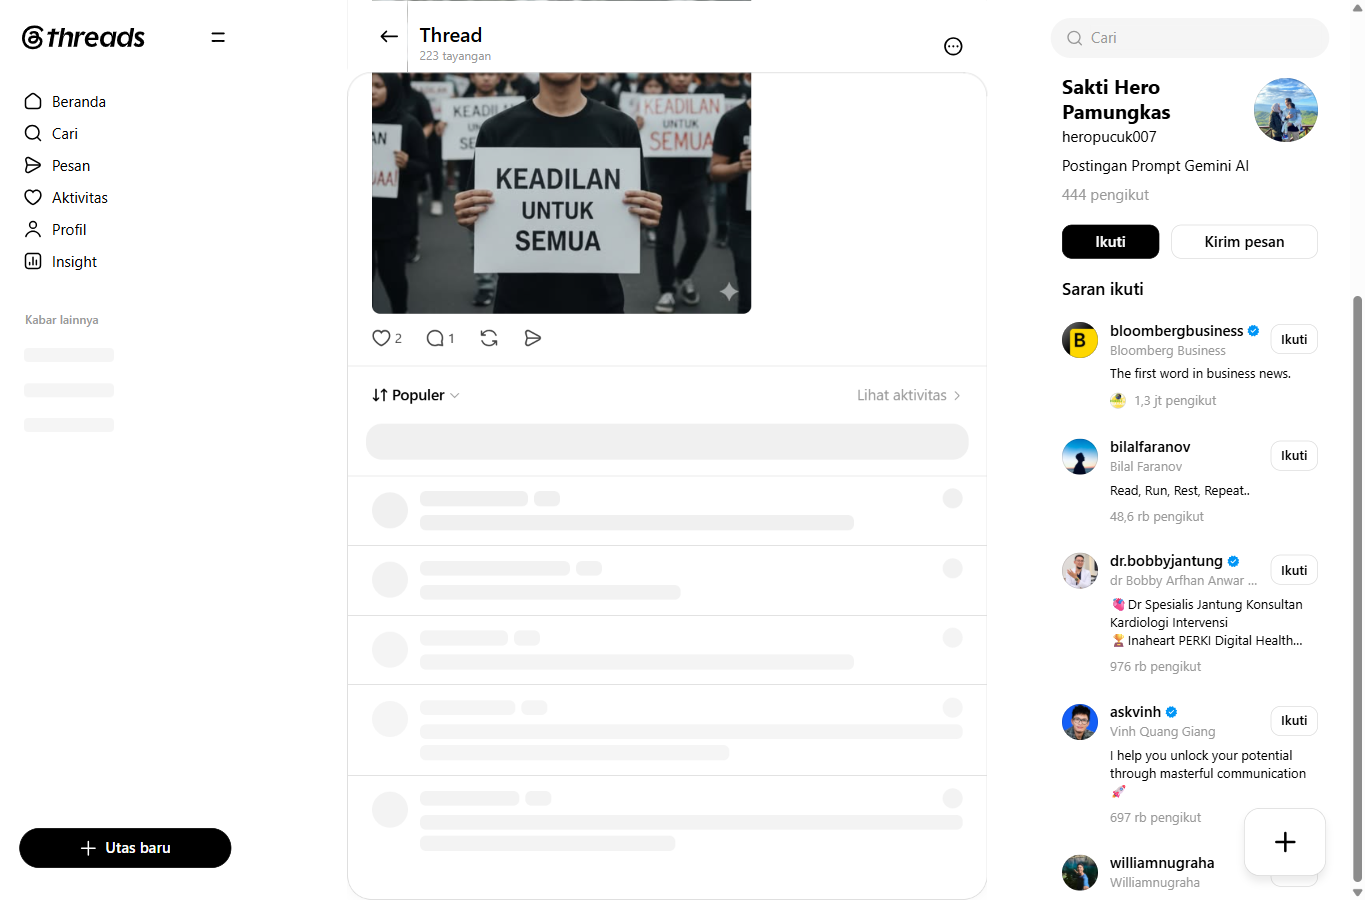 threads
Beranda
Cari
Pesan
Aktivitas
Profil
Insight
Kabar lainnya
Utas baru
Thread
223 tayangan
KEADILAN
UNTUK
SEMUA
KEADILAN
UNTUK
SEMUA
2
1
Populer
Lihat aktivitas
Cari
Sakti Hero
Pamungkas
heropucuk007
Postingan Prompt Gemini AI
444 pengikut
Ikuti
Kirim pesan
Saran ikuti
bloombergbusiness
Bloomberg Business
Ikuti
The first word in business news.
1,3 jt pengikut
bilalfaranov
Bilal Faranov
Ikuti
Read, Run, Rest, Repeat..
48,6 rb pengikut
dr.bobbyjantung
dr Bobby Arfhan Anwar ...
Ikuti
Dr Spesialis Jantung Konsultan
Kardiologi Intervensi
Inaheart PERKI Digital Health...
976 rb pengikut
askvinh
Vinh Quang Giang
Ikuti
I help you unlock your potential
through masterful communication
697 rb pengikut
williamnugraha
Williamnugraha